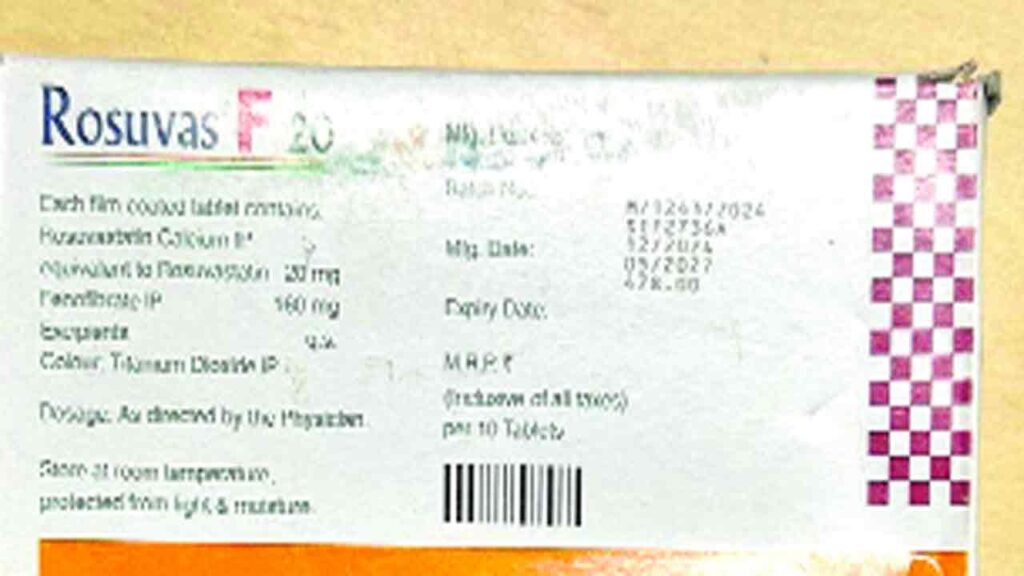 Rosuvas F 20
Each film coated tablet contains:
Rosuvastatin Calcium IP
equivalent to Rosuvastatin 20 mg
Fenofibrate IP 160 mg
Excipients q.s.
Colour: Titanium Dioxide IP
Dosage: As directed by the Physician.
Store at room temperature,
protected from light & moisture.
Batch No.:
Mfg. Date:
12/2024
05/2027
478.00
Expiry Date:
M.R.P. ₹
(Inclusive of all taxes)
per 10 Tablets